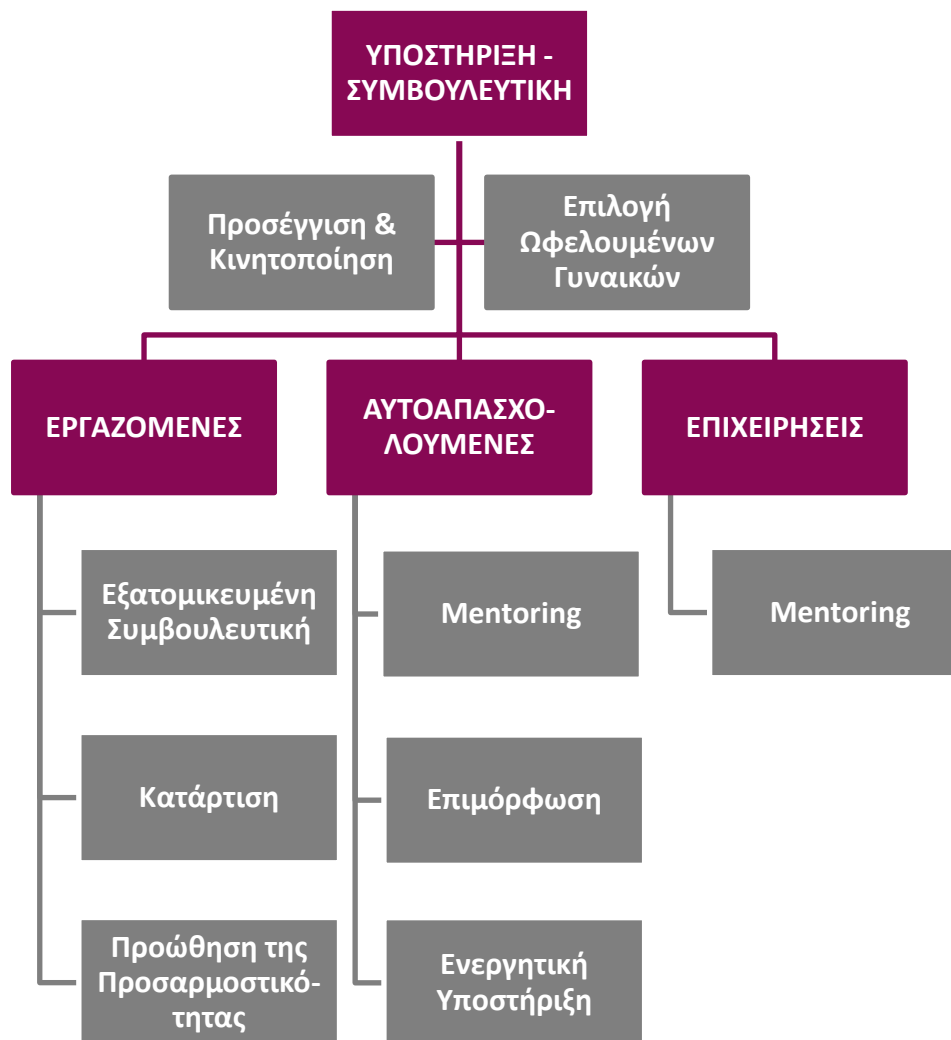 ΥΠΟΣΤΗΡΙΞΗ -
ΣΥΜΒΟΥΛΕΥΤΙΚΗ
Προσέγγιση &
Κινητοποίηση
Επιλογή
Ωφελουμένων
Γυναικών
ΕΡΓΑΖΟΜΕΝΕΣ
ΑΥΤΟΑΠΑΣΧΟ-
ΛΟΥΜΕΝΕΣ
ΕΠΙΧΕΙΡΗΣΕΙΣ
Εξατομικευμένη
Συμβουλευτική
Mentoring
Mentoring
Κατάρτιση
Επιμόρφωση
Προώθηση της
Προσαρμοστικό-
τητας
Ενεργητική
Υποστήριξη